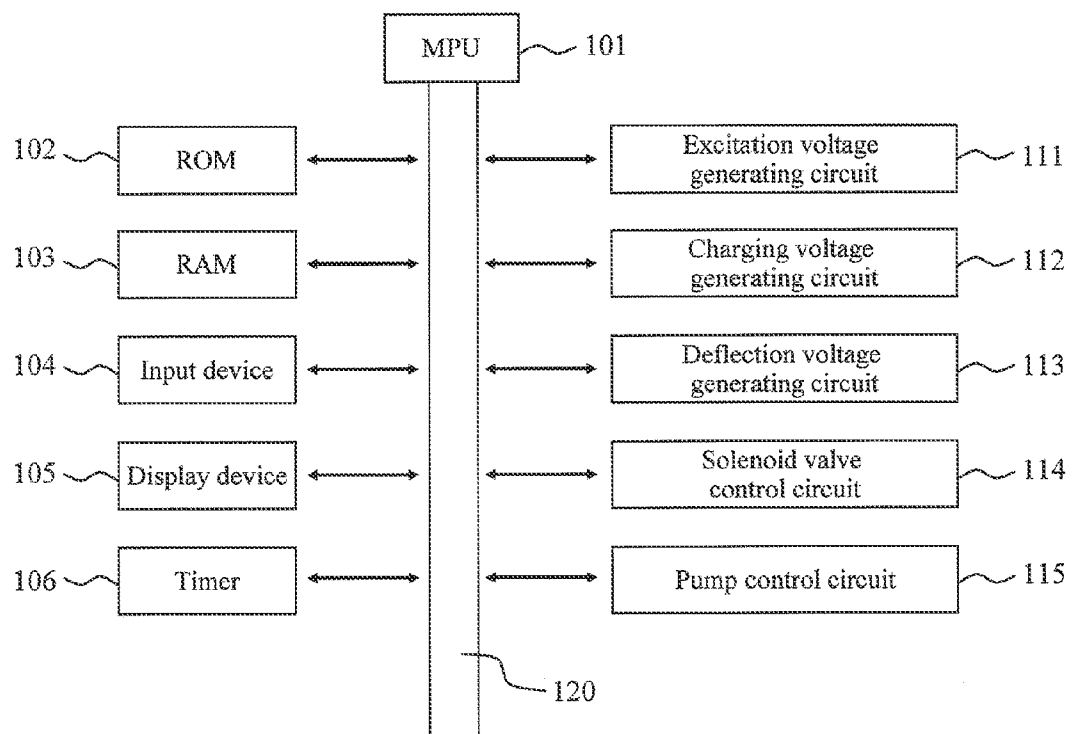 MPU
101
102
ROM
Excitation voltage
generating circuit
111
103
RAM
Charging voltage
generating circuit
112
104
Input device
Deflection voltage
generating circuit
113
105
Display device
Solenoid valve
control circuit
114
106
Timer
Pump control circuit
115
120